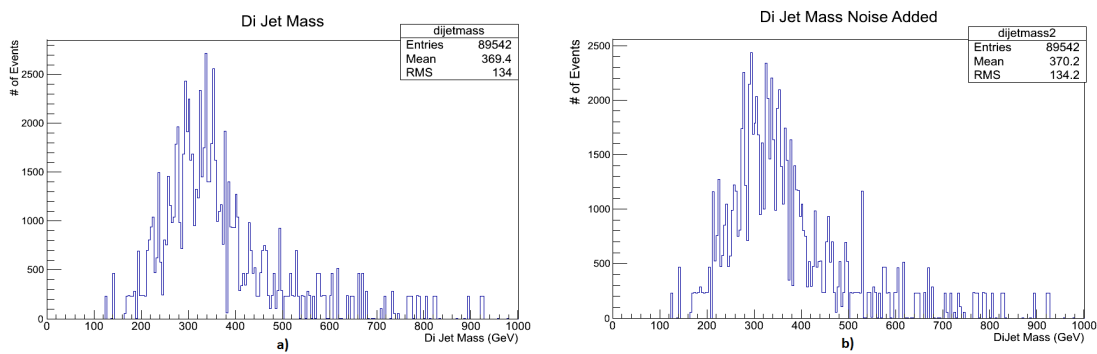 Di Jet Mass
dijetmass
Entries 89542
Mean 369.4
RMS 134
# of Events
2500
2000
1500
1000
500
0
0 100 200 300 400 500 600 700 800 900 1000
Di Jet Mass (GeV)
a)
Di Jet Mass Noise Added
dijetmass2
Entries 89542
Mean 370.2
RMS 134.2
# of Events
2500
2000
1500
1000
500
0
0 100 200 300 400 500 600 700 800 900 1000
DiJet Mass (GeV)
b)